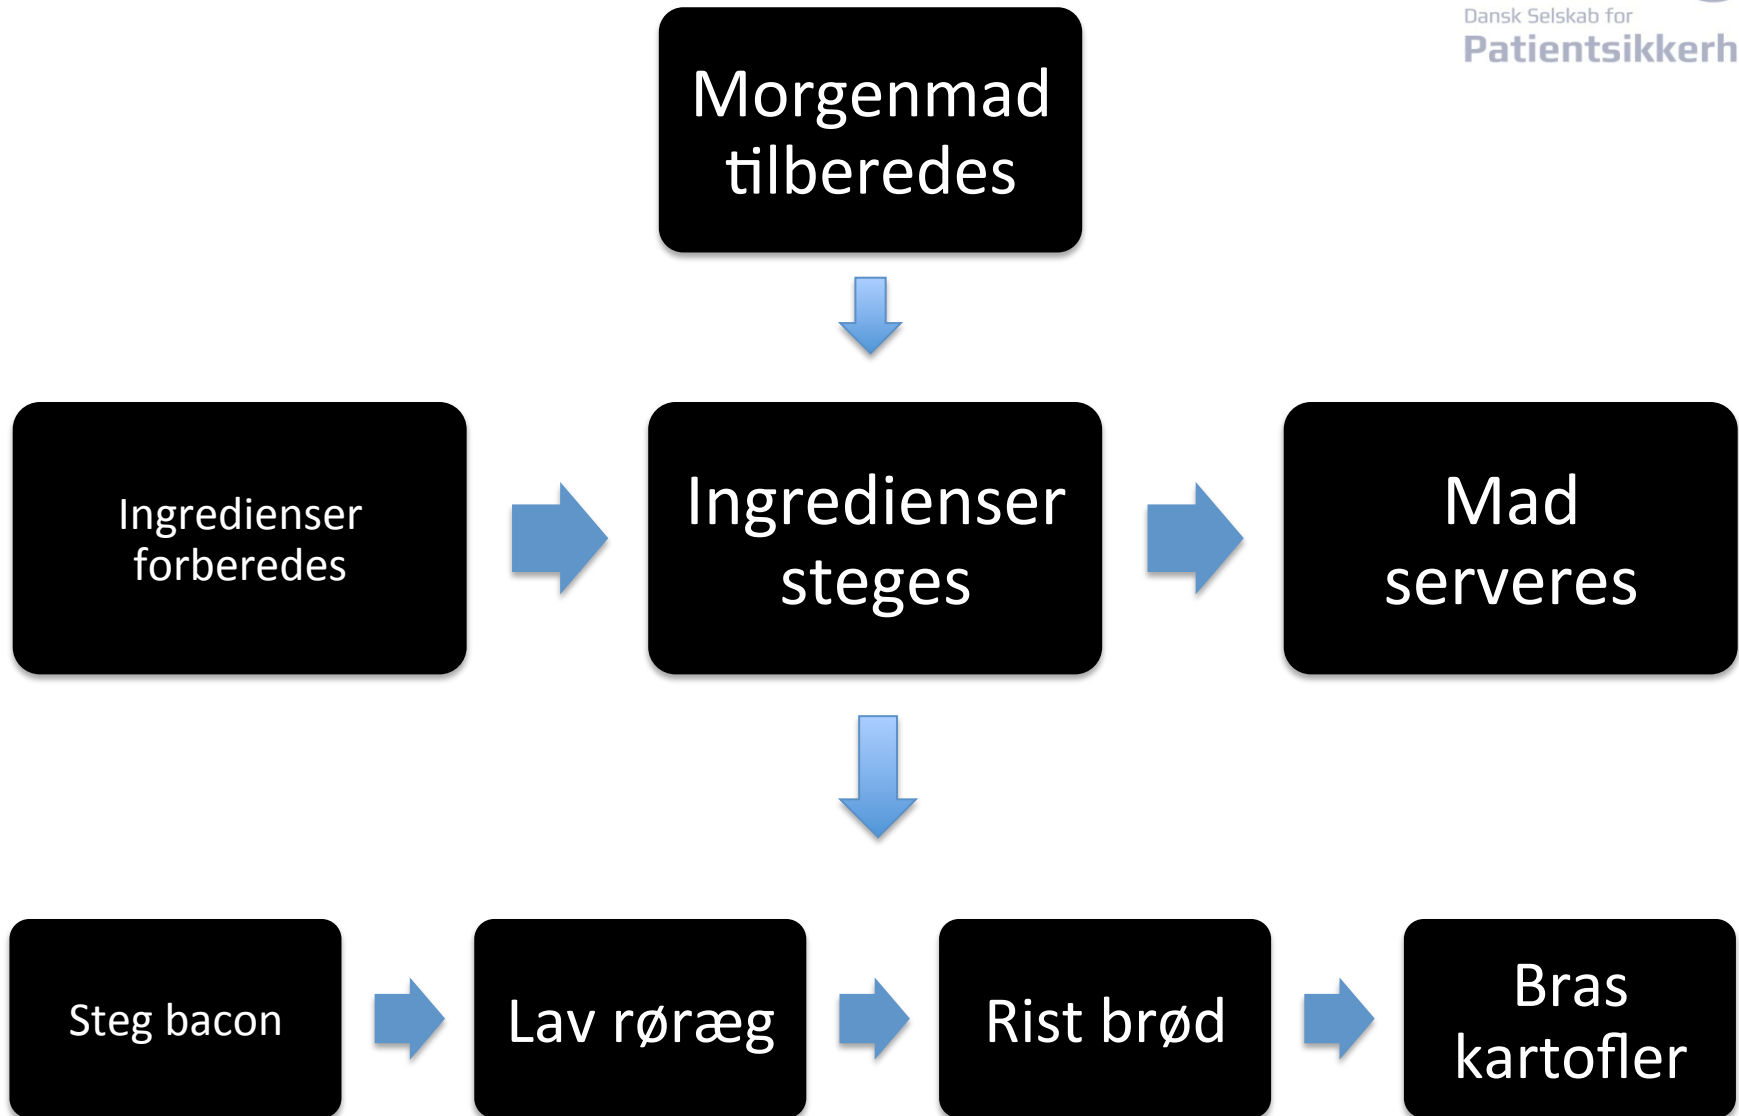 Dansk Selskab for
Patientsikkerh
Morgenmad
tilberedes
Ingredienser
forberedes
Ingredienser
steges
Mad
serveres
Steg bacon
Lav røræg
Rist brød
Bras
kartofler